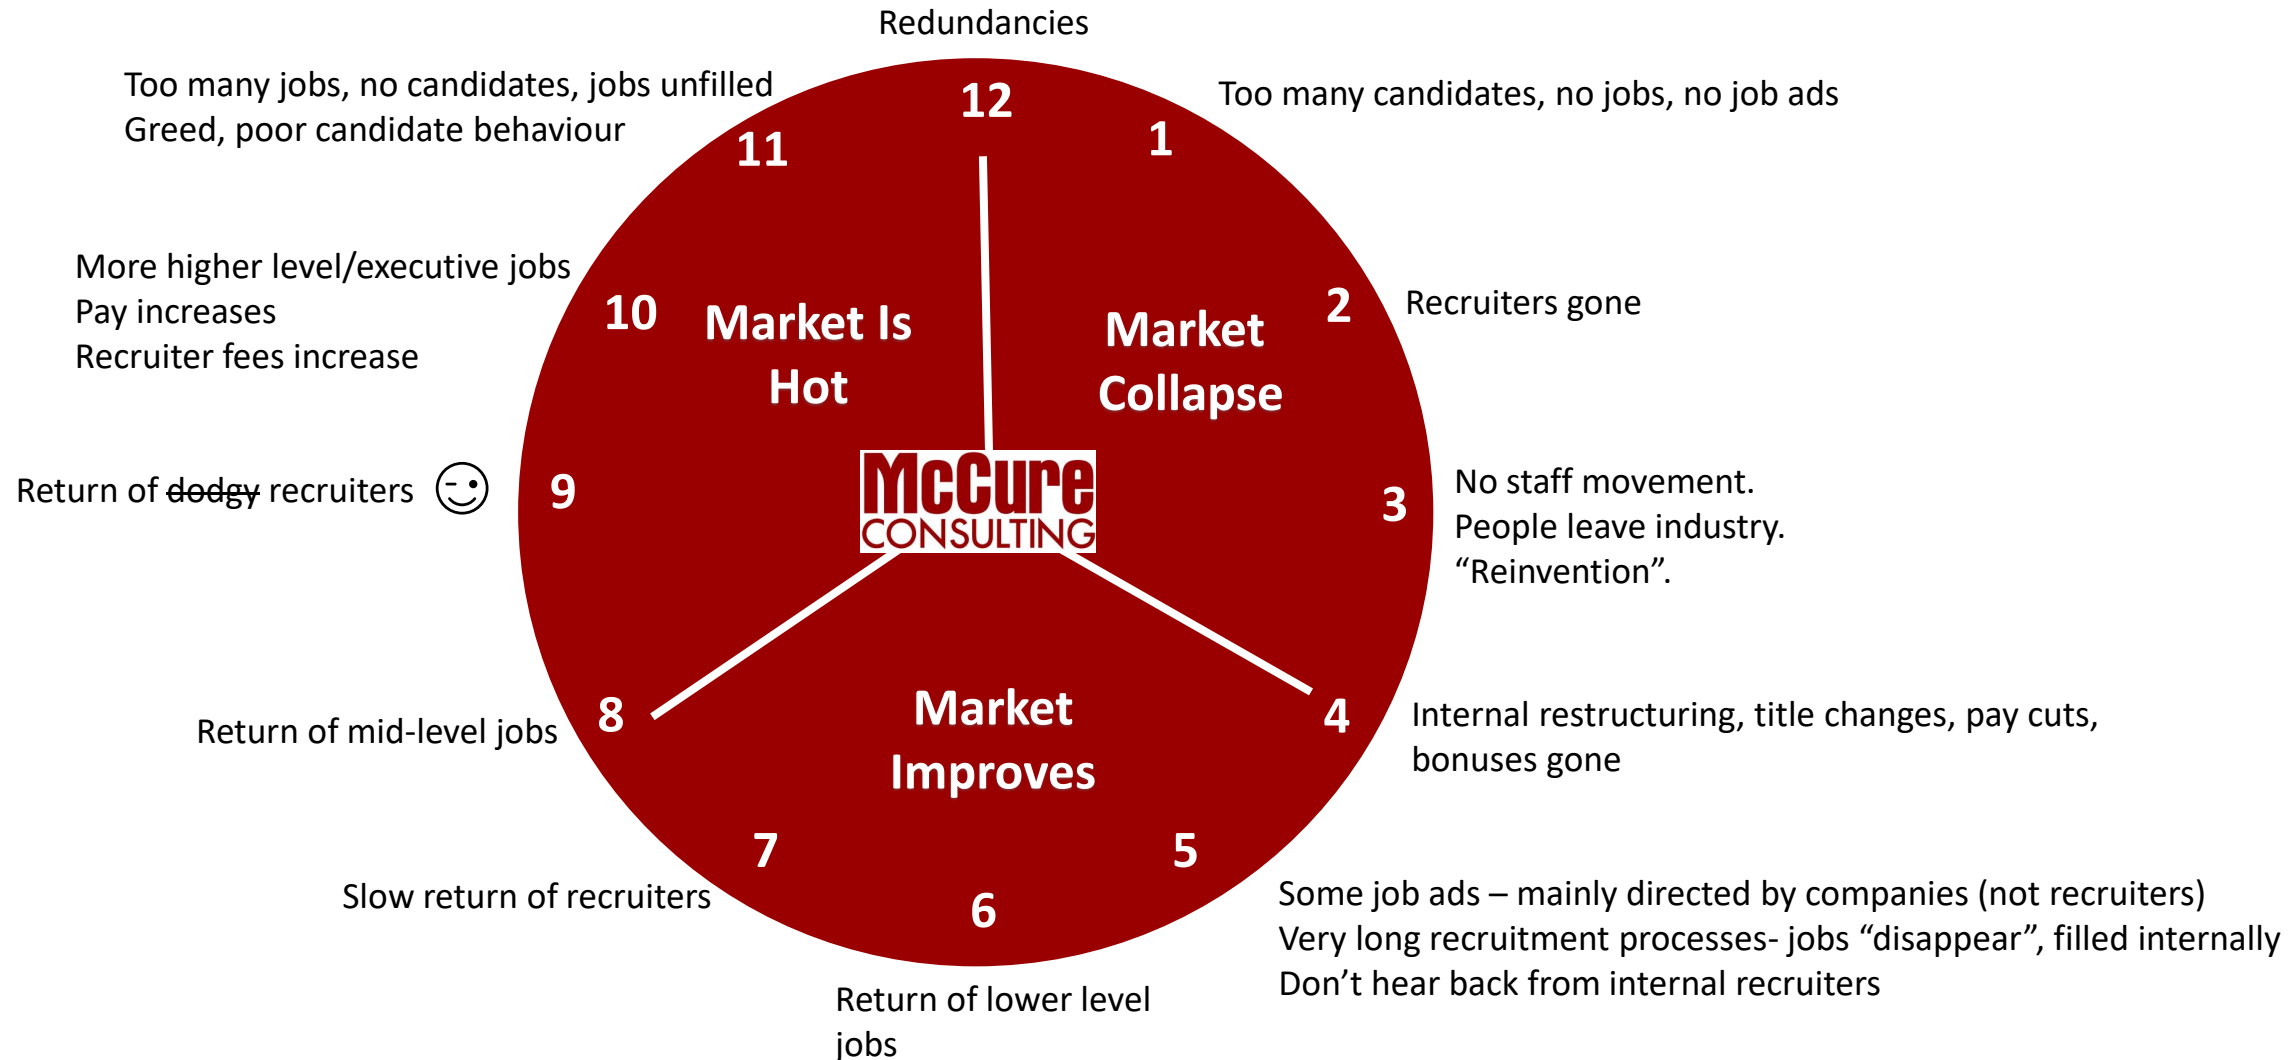 Redundancies
12
Too many candidates, no jobs, no job ads
1
Recruiters gone
2
Market
Collapse
No staff movement.
People leave industry.
“Reinvention”.
3
Internal restructuring, title changes, pay cuts,
bonuses gone
4
Some job ads – mainly directed by companies (not recruiters)
Very long recruitment processes- jobs “disappear”, filled internally
Don’t hear back from internal recruiters
5
Market
Improves
6
Return of lower level
jobs
7
Slow return of recruiters
8
Return of mid-level jobs
9
Return of dodgy recruiters
10
More higher level/executive jobs
Pay increases
Recruiter fees increase
Market Is
Hot
11
Too many jobs, no candidates, jobs unfilled
Greed, poor candidate behaviour
McCure
CONSULTING